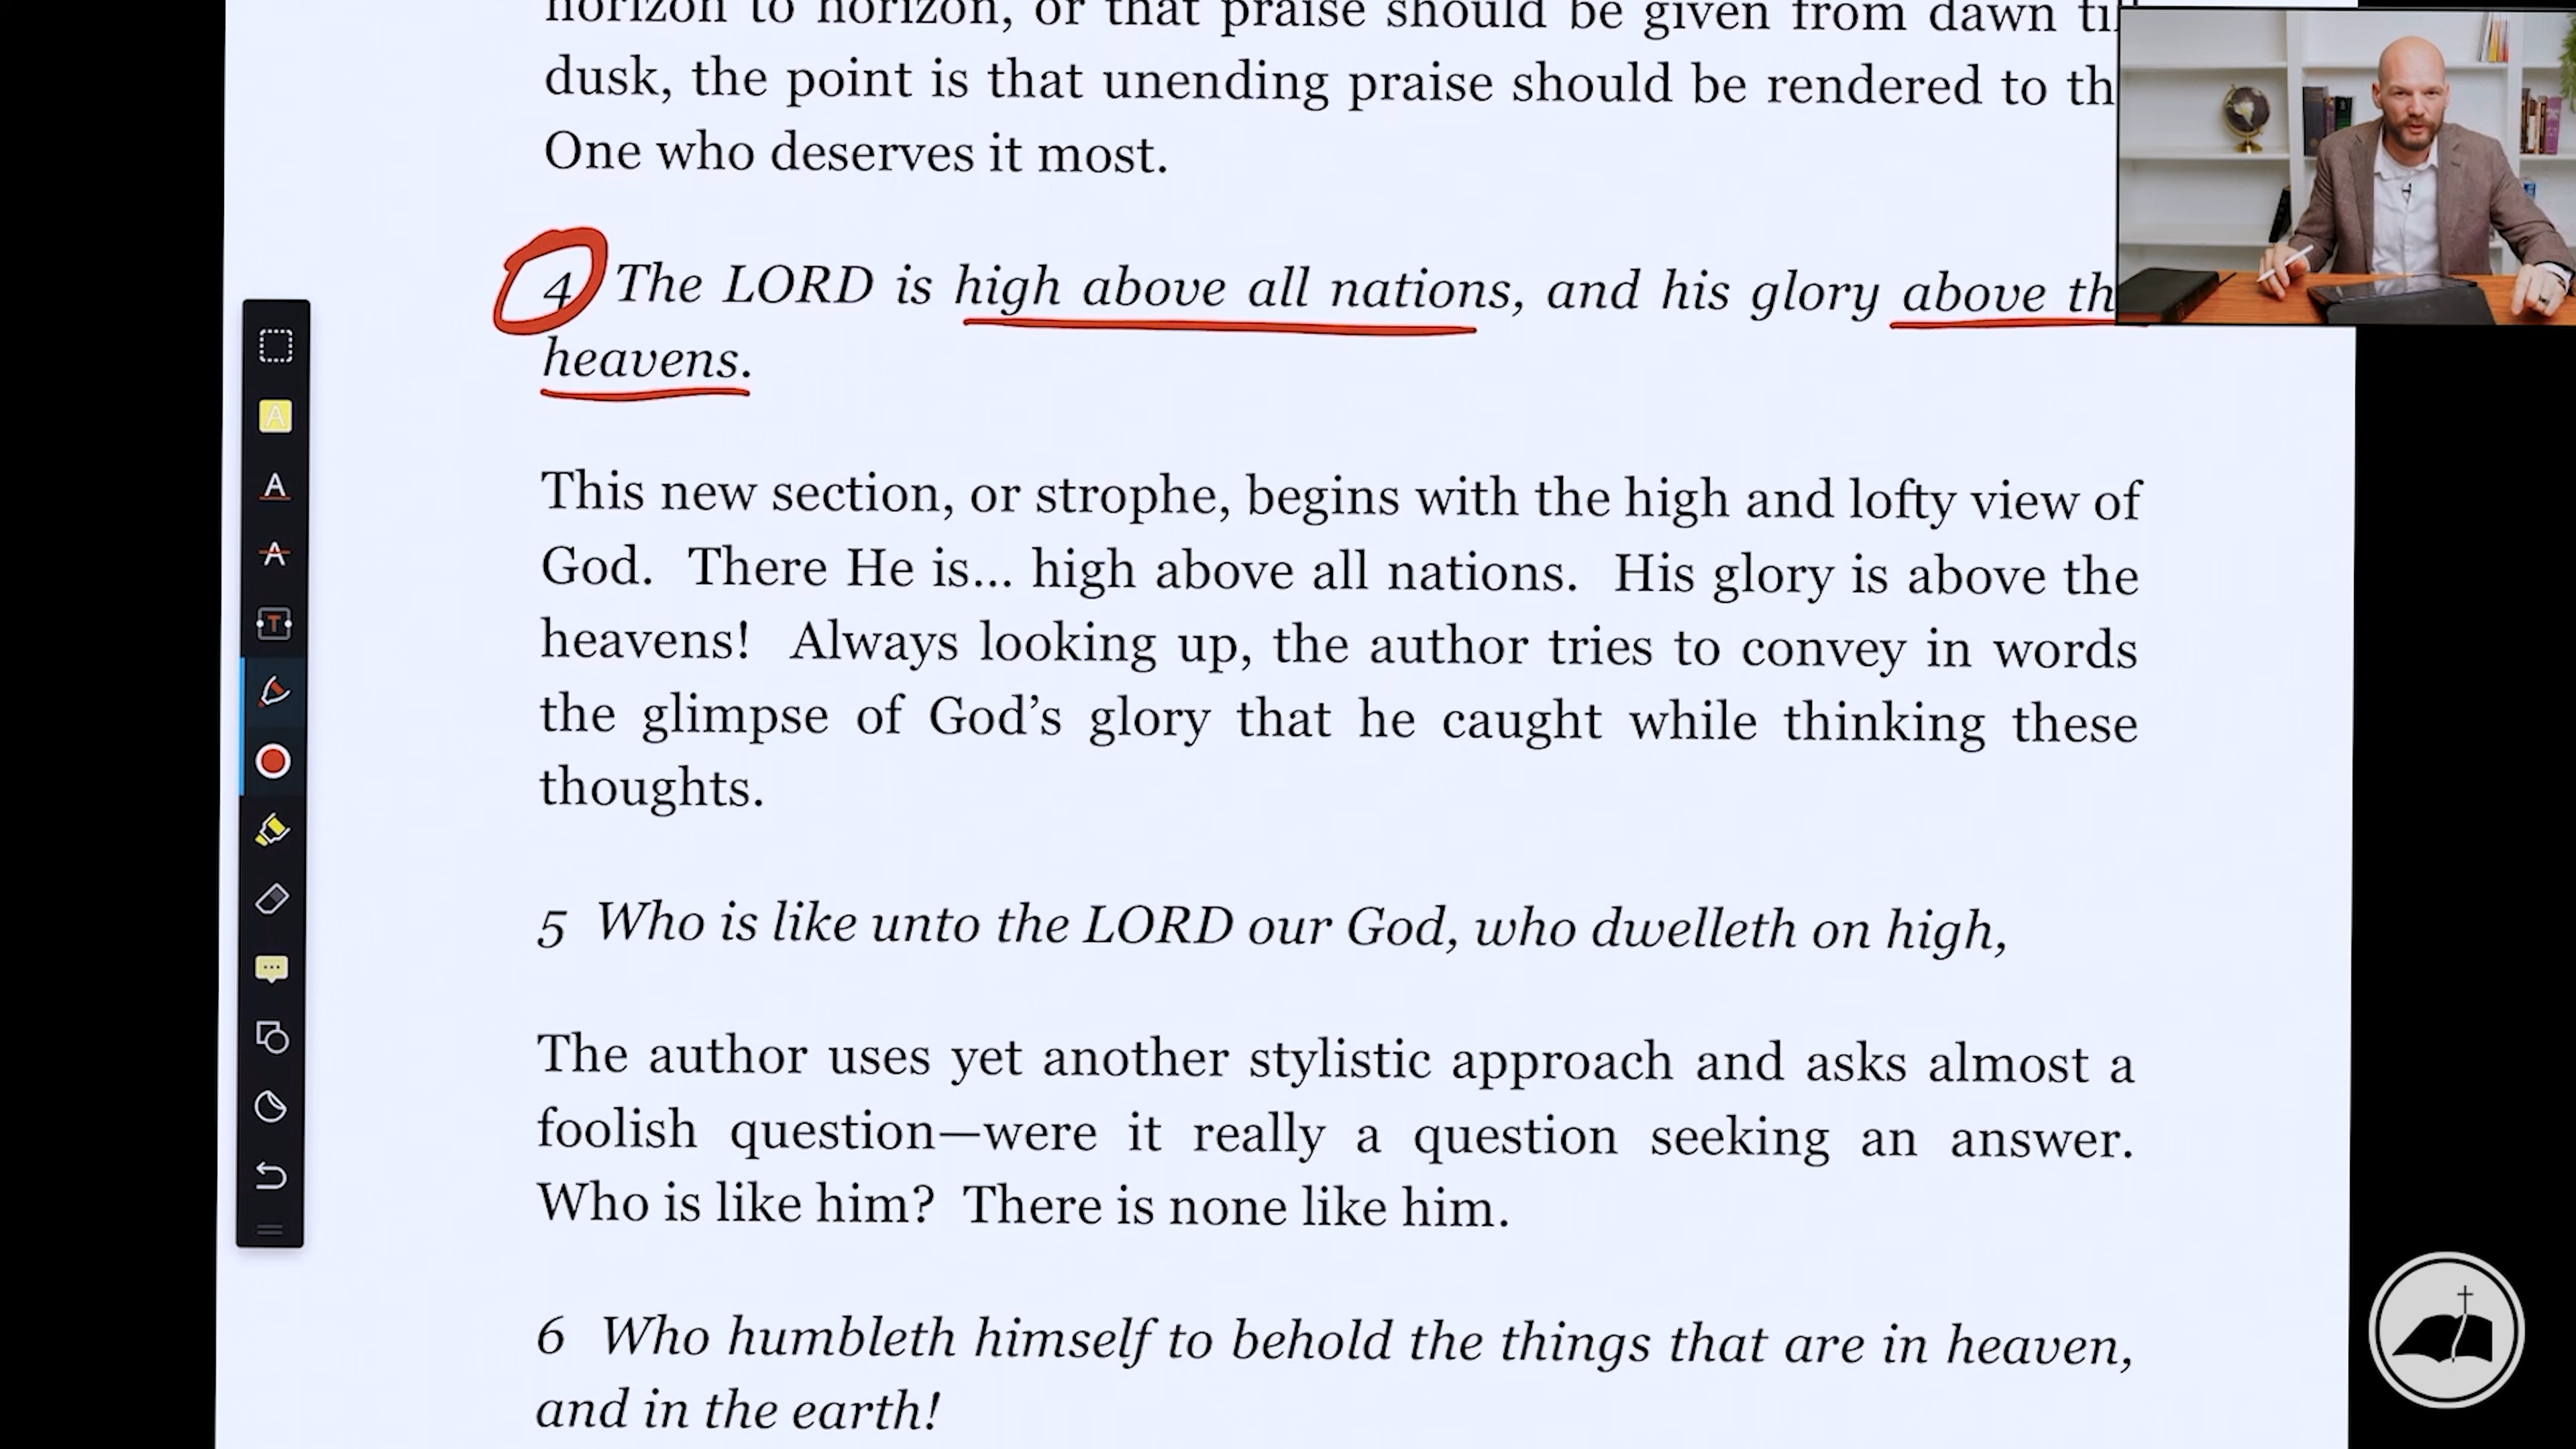 horizon to horizon, or that praise should be given from dawn
dusk, the point is that unending praise should be rendered to
One who deserves it most.
4 The LORD is high above all nations, and his glory above
heavens.
This new section, or strophe, begins with the high and lofty view of
God. There He is... high above all nations. His glory is above the
heavens! Always looking up, the author tries to convey in words
the glimpse of God’s glory that he caught while thinking these
thoughts.
5 Who is like unto the LORD our God, who dwelleth on high,
The author uses yet another stylistic approach and asks almost a
foolish question—were it really a question seeking an answer.
Who is like him? There is none like him.
6 Who humbleth himself to behold the things that are in heaven,
and in the earth!
A
A
A
T